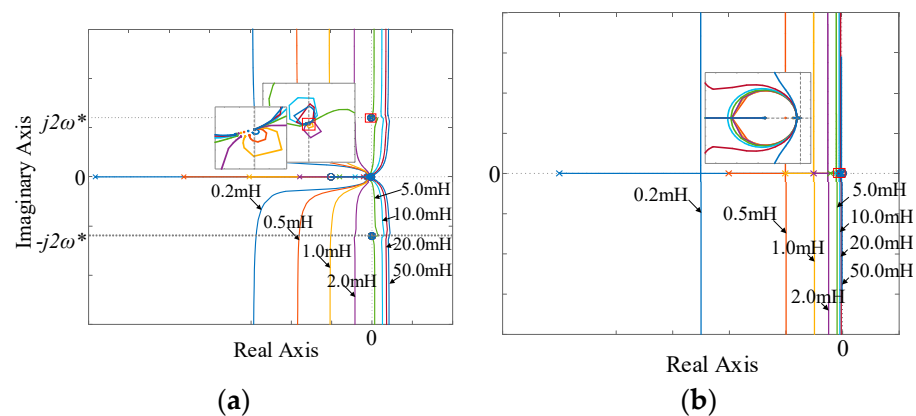 Imaginary Axis
j2ω*
0
-j2ω*
0.2mH
0.5mH
1.0mH
2.0mH
5.0mH
10.0mH
20.0mH
50.0mH
0
Real Axis
(a)
0
0.2mH
0.5mH
1.0mH
2.0mH
5.0mH
10.0mH
20.0mH
50.0mH
0
Real Axis
(b)